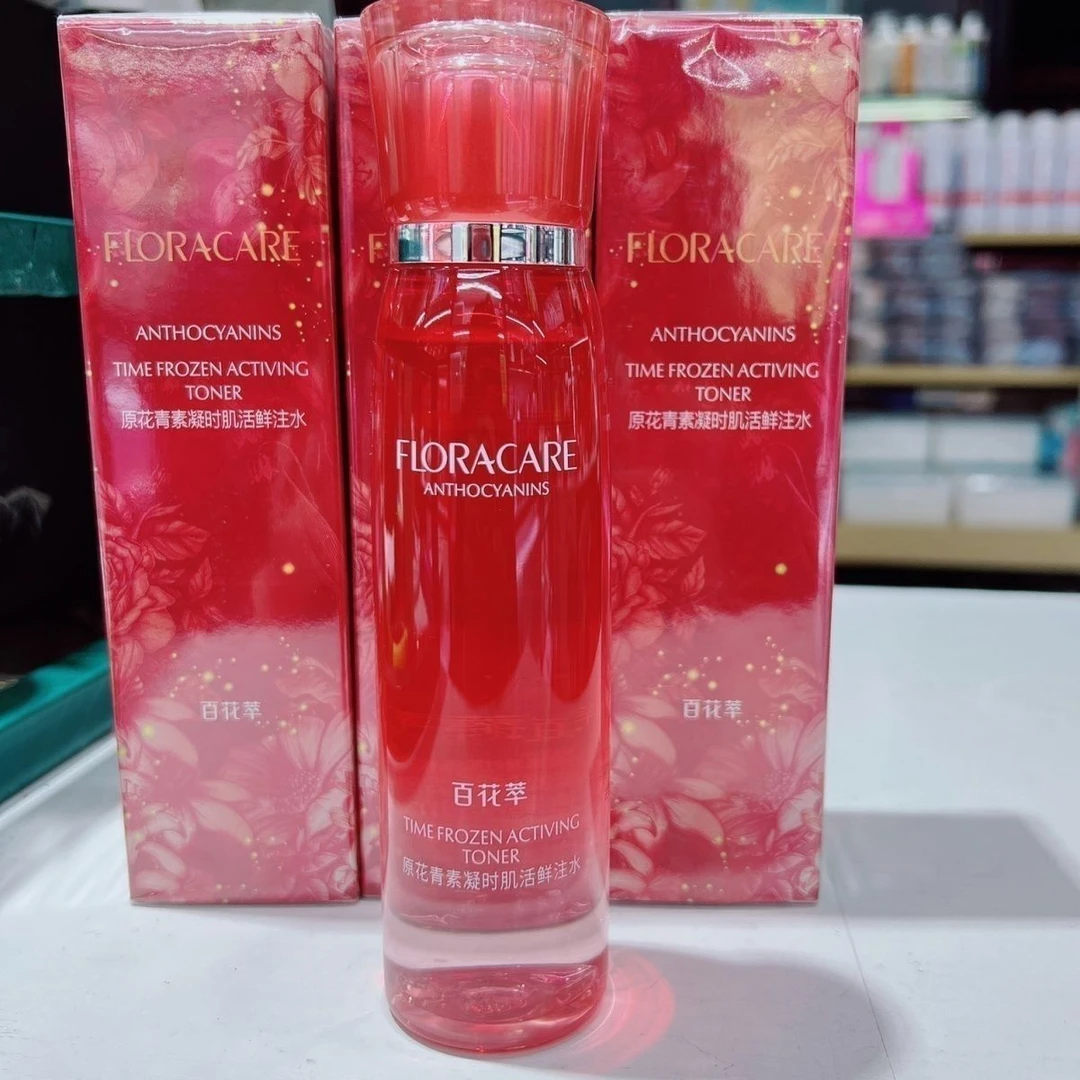 FLORACARE
ANTHOCYANINS
TIME FROZEN ACTIVING
TONER
原花青素凝时肌活鲜注水
百花萃
FLORACARE
ANTHOCYANINS
百花萃
TIME FROZEN ACTIVING
TONER
原花青素凝时肌活鲜注水
FLORACARE
ANTHOCYANINS
TIME FROZEN ACTIVING
TONER
原花青素凝时肌活鲜注水
百花萃